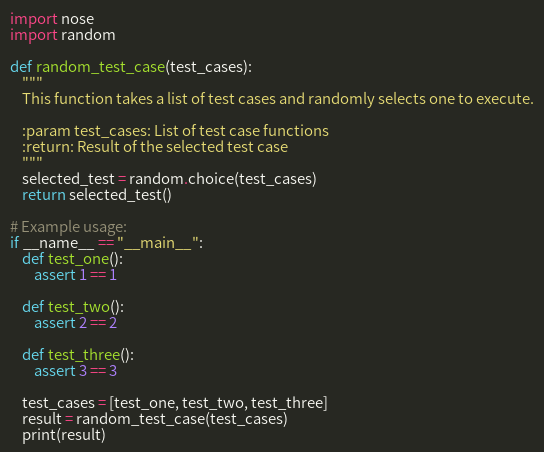 import nose
import random

def random_test_case(test_cases):
    """
    This function takes a list of test cases and randomly selects one to execute.

    :param test_cases: List of test case functions
    :return: Result of the selected test case
    """
    selected_test = random.choice(test_cases)
    return selected_test()

# Example usage:
if __name__ == "__main__":
    def test_one():
        assert 1 == 1

    def test_two():
        assert 2 == 2

    def test_three():
        assert 3 == 3

    test_cases = [test_one, test_two, test_three]
    result = random_test_case(test_cases)
    print(result)